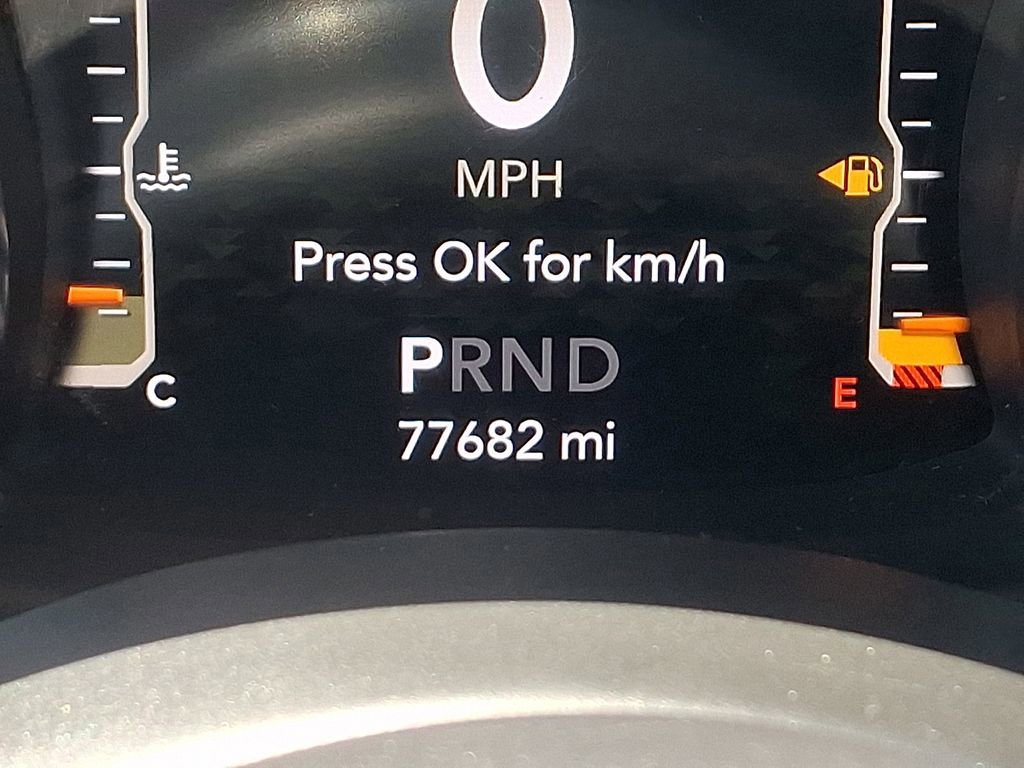 0
MPH
Press OK for km/h
PRND
C
E
77682 mi